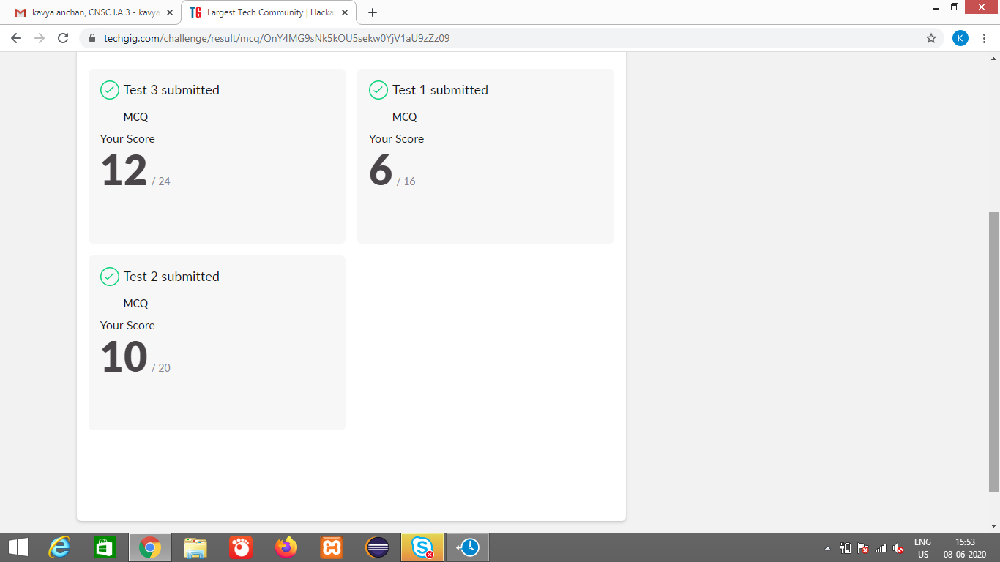 kavya anchan, CNSC I.A 3 - kavya
TG Largest Tech Community | Hacka
techgig.com/challenge/result/mcq/QnY4MG9sNk5kOU5sekw0YjV1aU9zZz09
K
Test 3 submitted
MCQ
Your Score
12 / 24
Test 1 submitted
MCQ
Your Score
6 / 16
Test 2 submitted
MCQ
Your Score
10 / 20
ENG
US
15:53
08-06-2020